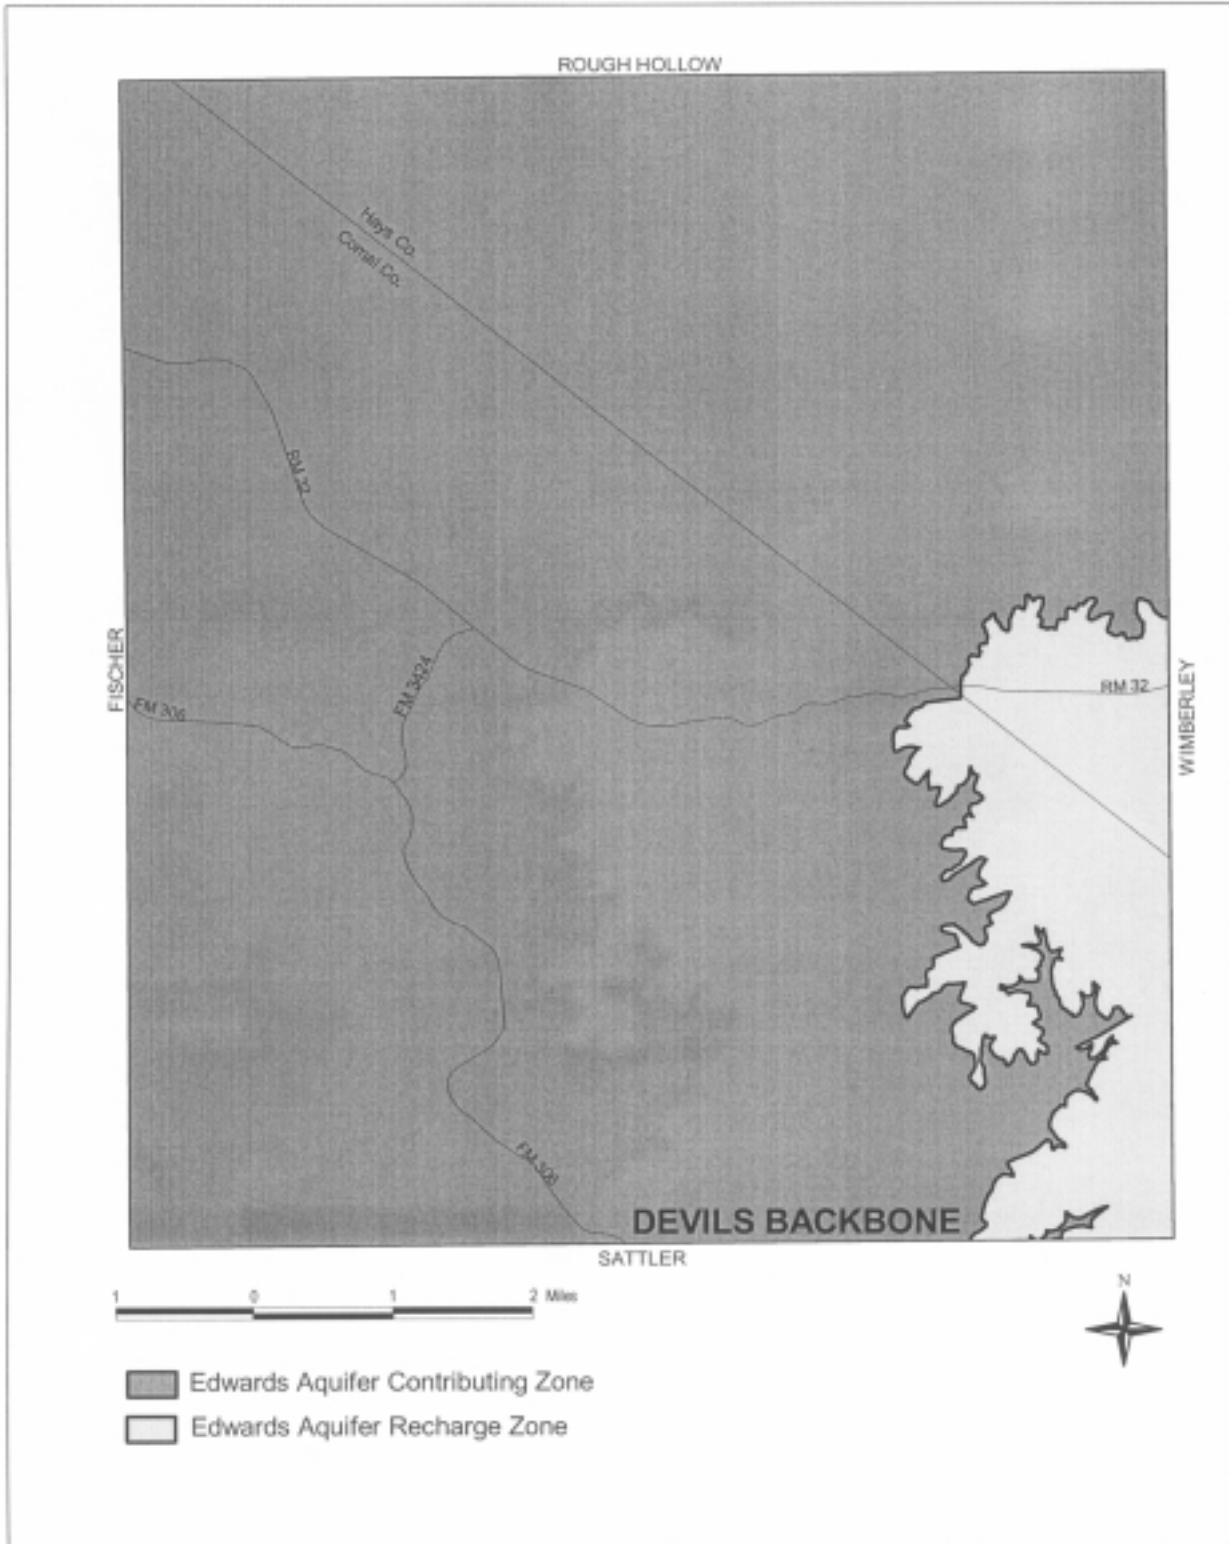 ROUGH HOLLOW
Hays Co.
Comal Co.
RM 32
FISCHER
FM 306
FM 3424
RM 32
WIMBERLEY
FM 306
DEVILS BACKBONE
SATTLER
1 0 1 2 Miles
N
Edwards Aquifer Contributing Zone
Edwards Aquifer Recharge Zone